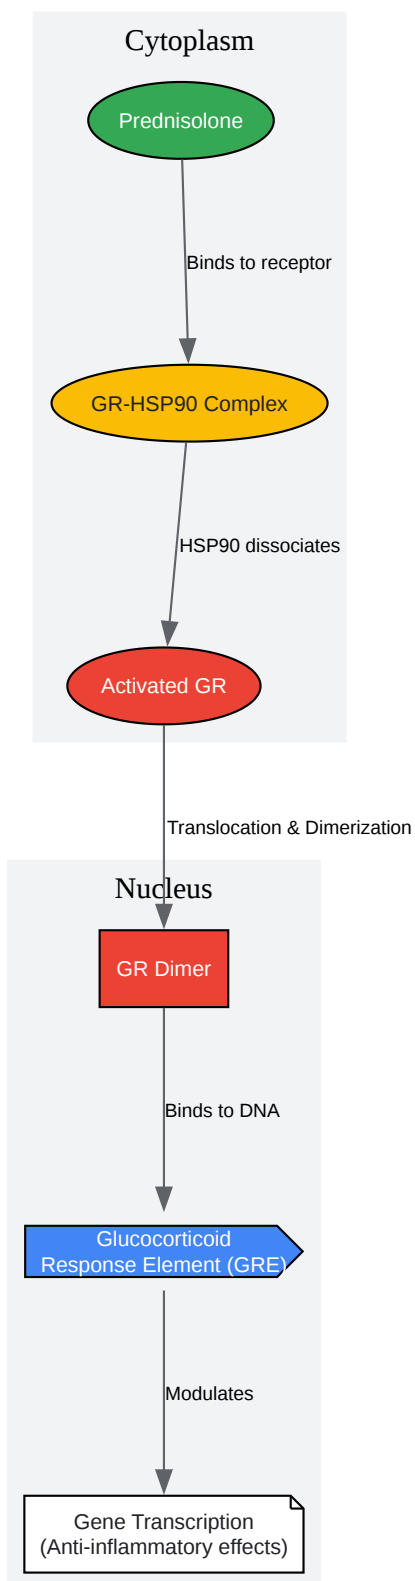 Cytoplasm
Prednisolone
Binds to receptor
GR-HSP90 Complex
HSP90 dissociates
Activated GR
Translocation & Dimerization
Nucleus
GR Dimer
Binds to DNA
Glucocorticoid
Response Element (GRE)
Modulates
Gene Transcription
(Anti-inflammatory effects)